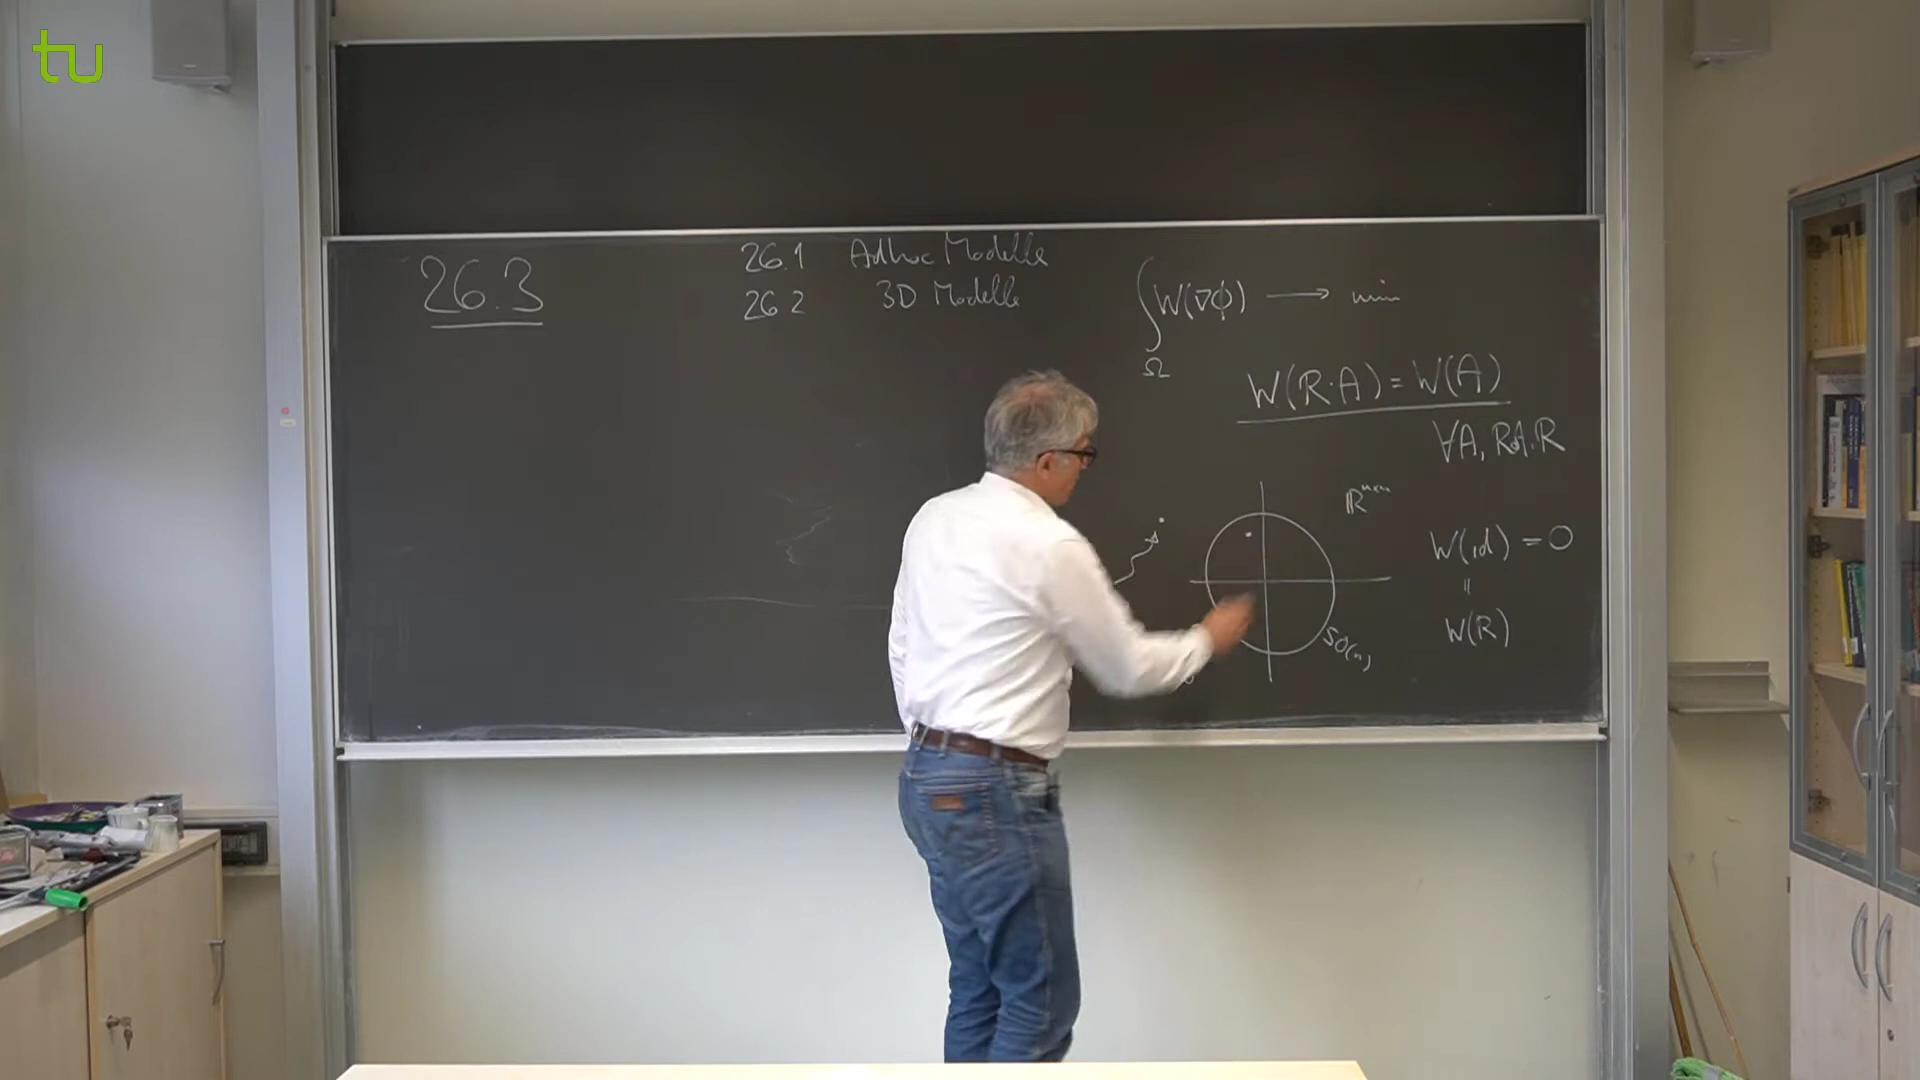 tu
26.3
26.1 Adhoc Modelle
26.2 3D Modelle
∫ W(∇ϕ) → min
Ω
W(R·A) = W(A)
∀A, R
ℝⁿˣⁿ
W(id) = 0
=
W(R)
SO(n)